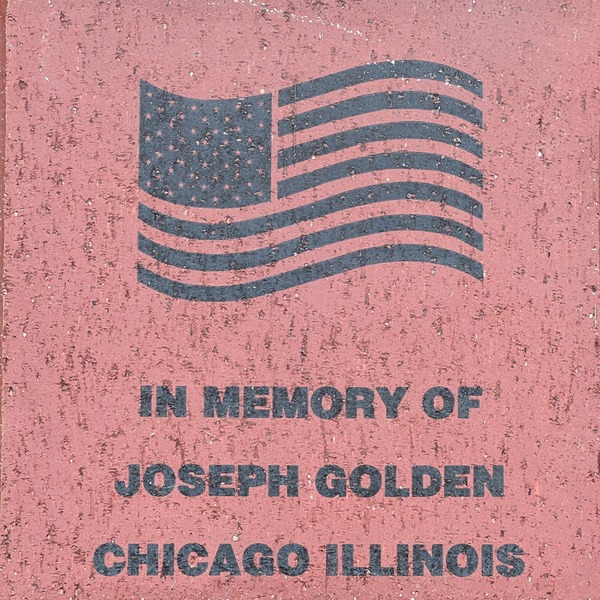 IN MEMORY OF
JOSEPH GOLDEN
CHICAGO ILLINOIS